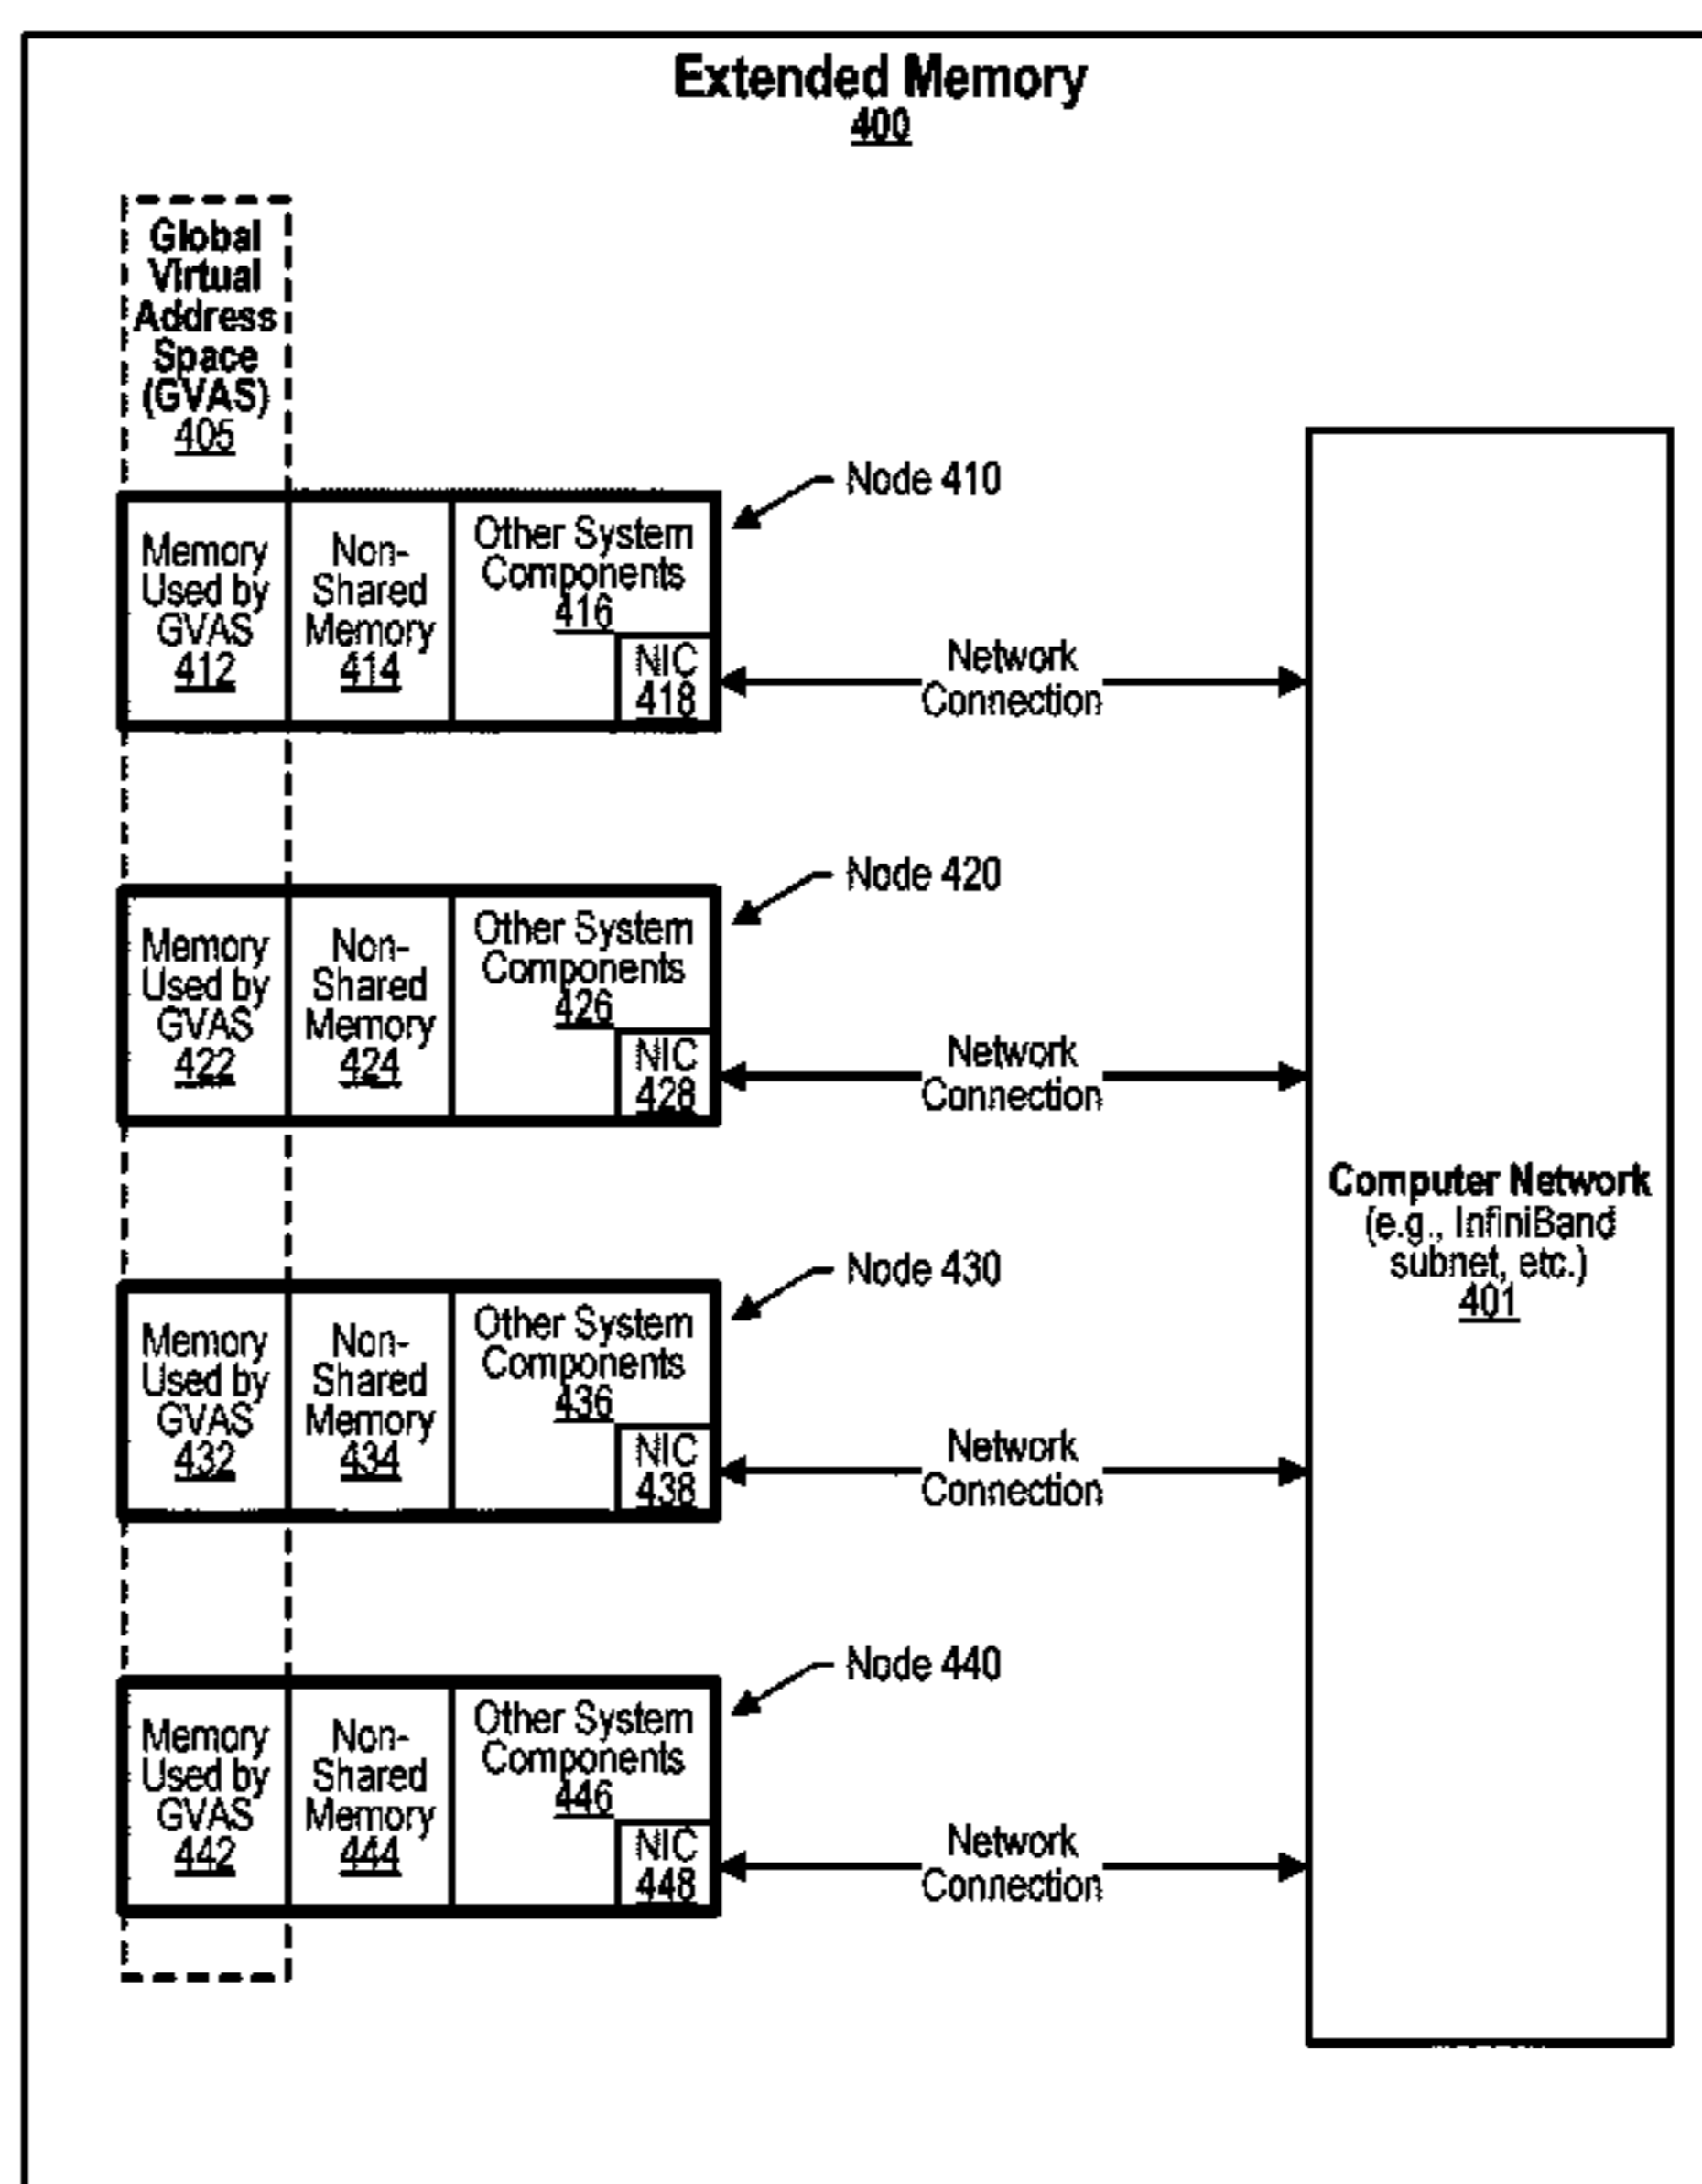 Extended Memory
400
Global
Virtual
Address
Space
(GVAS)
405
Node 410
Memory
Used by
GVAS
412
Non-
Shared
Memory
414
Other System
Components
416
NIC
418
Network
Connection
Node 420
Memory
Used by
GVAS
422
Non-
Shared
Memory
424
Other System
Components
426
NIC
428
Network
Connection
Node 430
Memory
Used by
GVAS
432
Non-
Shared
Memory
434
Other System
Components
436
NIC
438
Network
Connection
Node 440
Memory
Used by
GVAS
442
Non-
Shared
Memory
444
Other System
Components
446
NIC
448
Network
Connection
Computer Network
(e.g., InfiniBand
subnet, etc.)
401